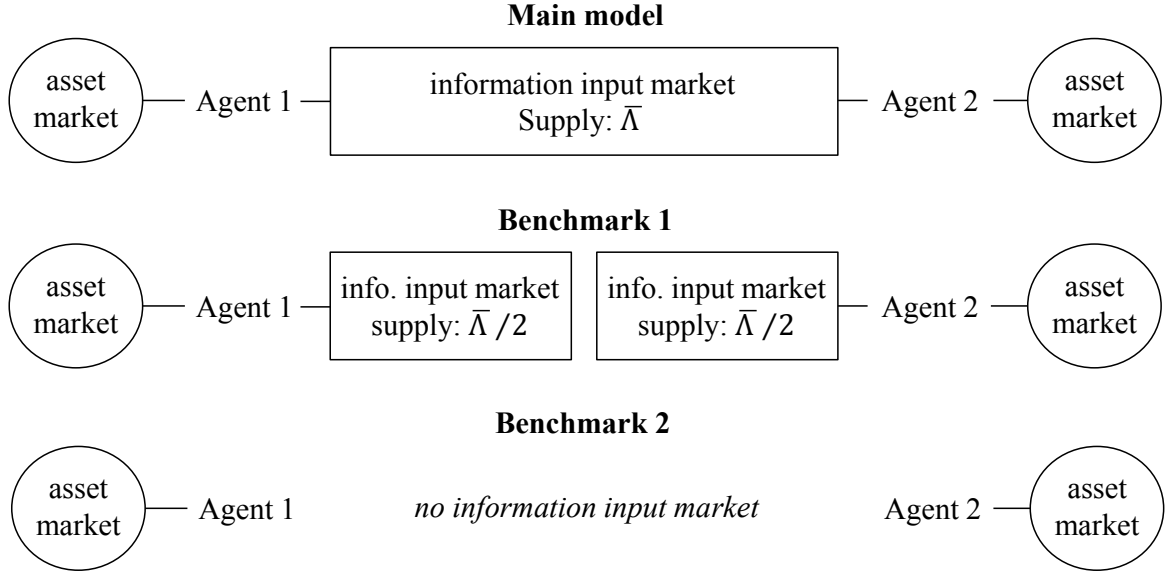 Main model
asset
market
Agent 1
information input market
Supply: Λ̄
Agent 2
asset
market
Benchmark 1
asset
market
Agent 1
info. input market
supply: Λ̄ /2
info. input market
supply: Λ̄ /2
Agent 2
asset
market
Benchmark 2
asset
market
Agent 1
no information input market
Agent 2
asset
market